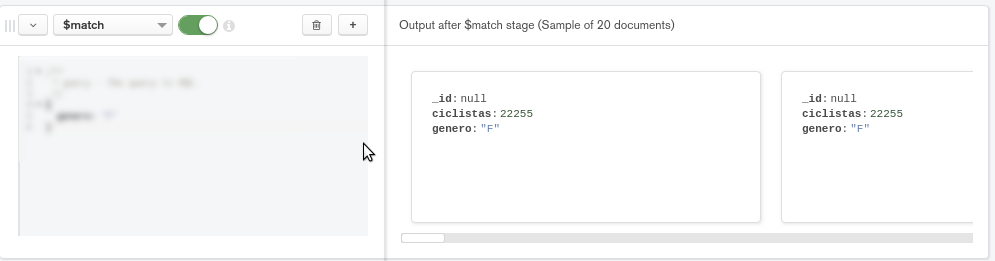 $match
+
Output after $match stage (Sample of 20 documents)
_id: null
ciclistas: 22255
genero: "F"
_id: null
ciclistas: 22255
genero: "F"